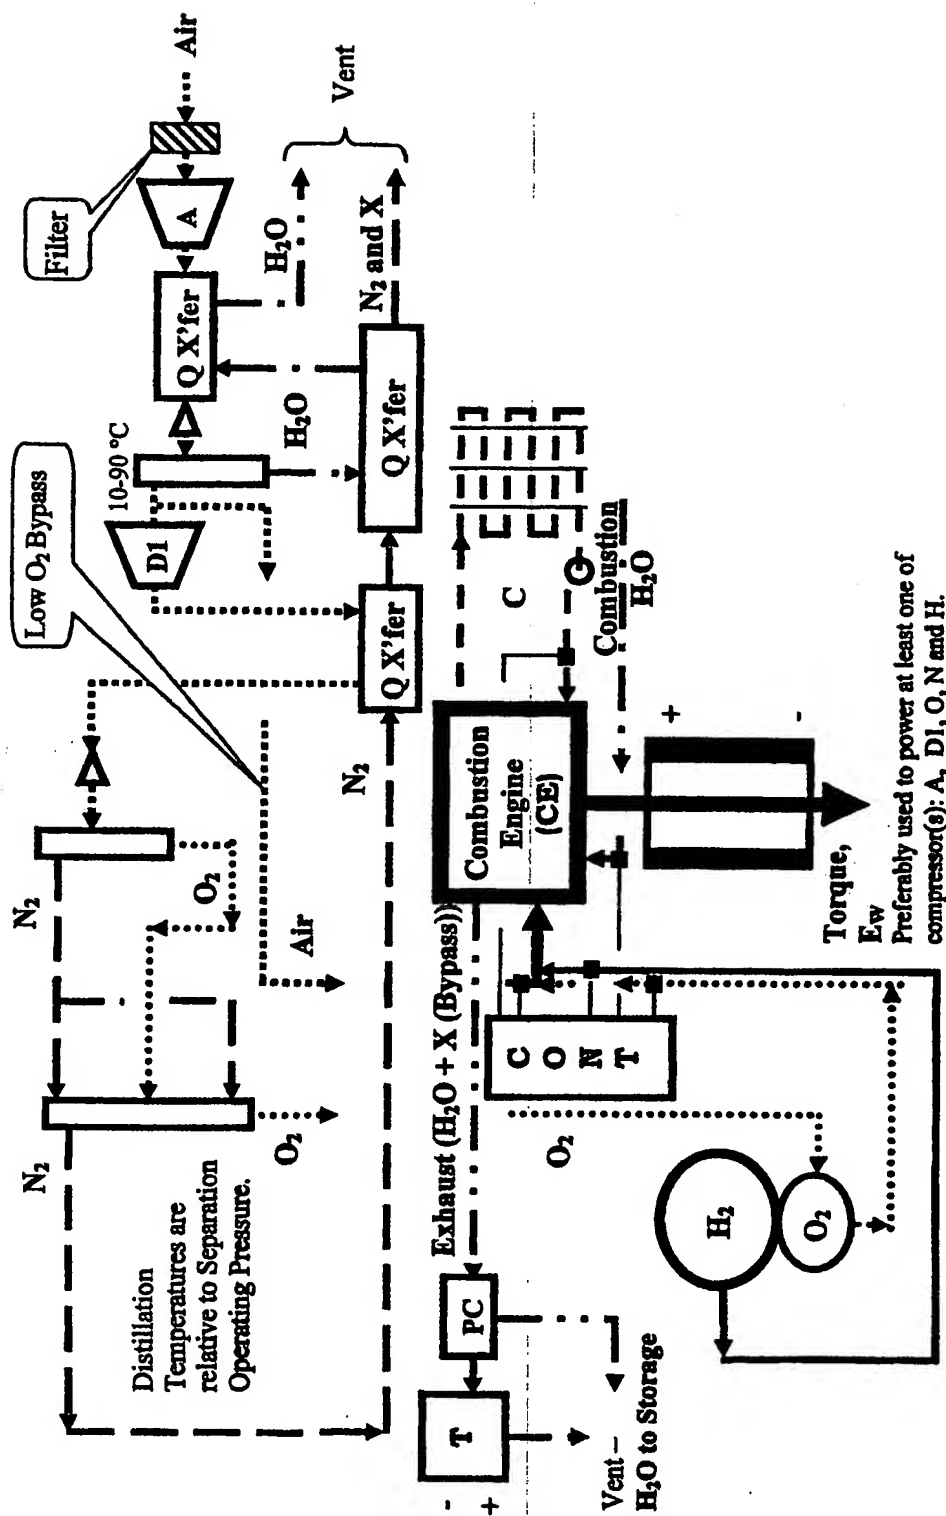 Air
Filter
A
Q X'fer
H₂O
Vent
10-90 °C
H₂O
N₂ and X
Q X'fer
Low O₂ Bypass
D1
Q X'fer
N₂
O₂
Air
N₂
N₂
O₂
Distillation
Temperatures are
relative to Separation
Operating Pressure.
C
Combustion
H₂O
Combustion
Engine
(CE)
+
-
Torque,
E_W
Preferably used to power at least one of
compressor(s): A, D1, O, N and H.
Exhaust (H₂O + X (Bypass))
C
O
N
T
O₂
H₂
O₂
PC
T
-
+
Vent –
H₂O to Storage